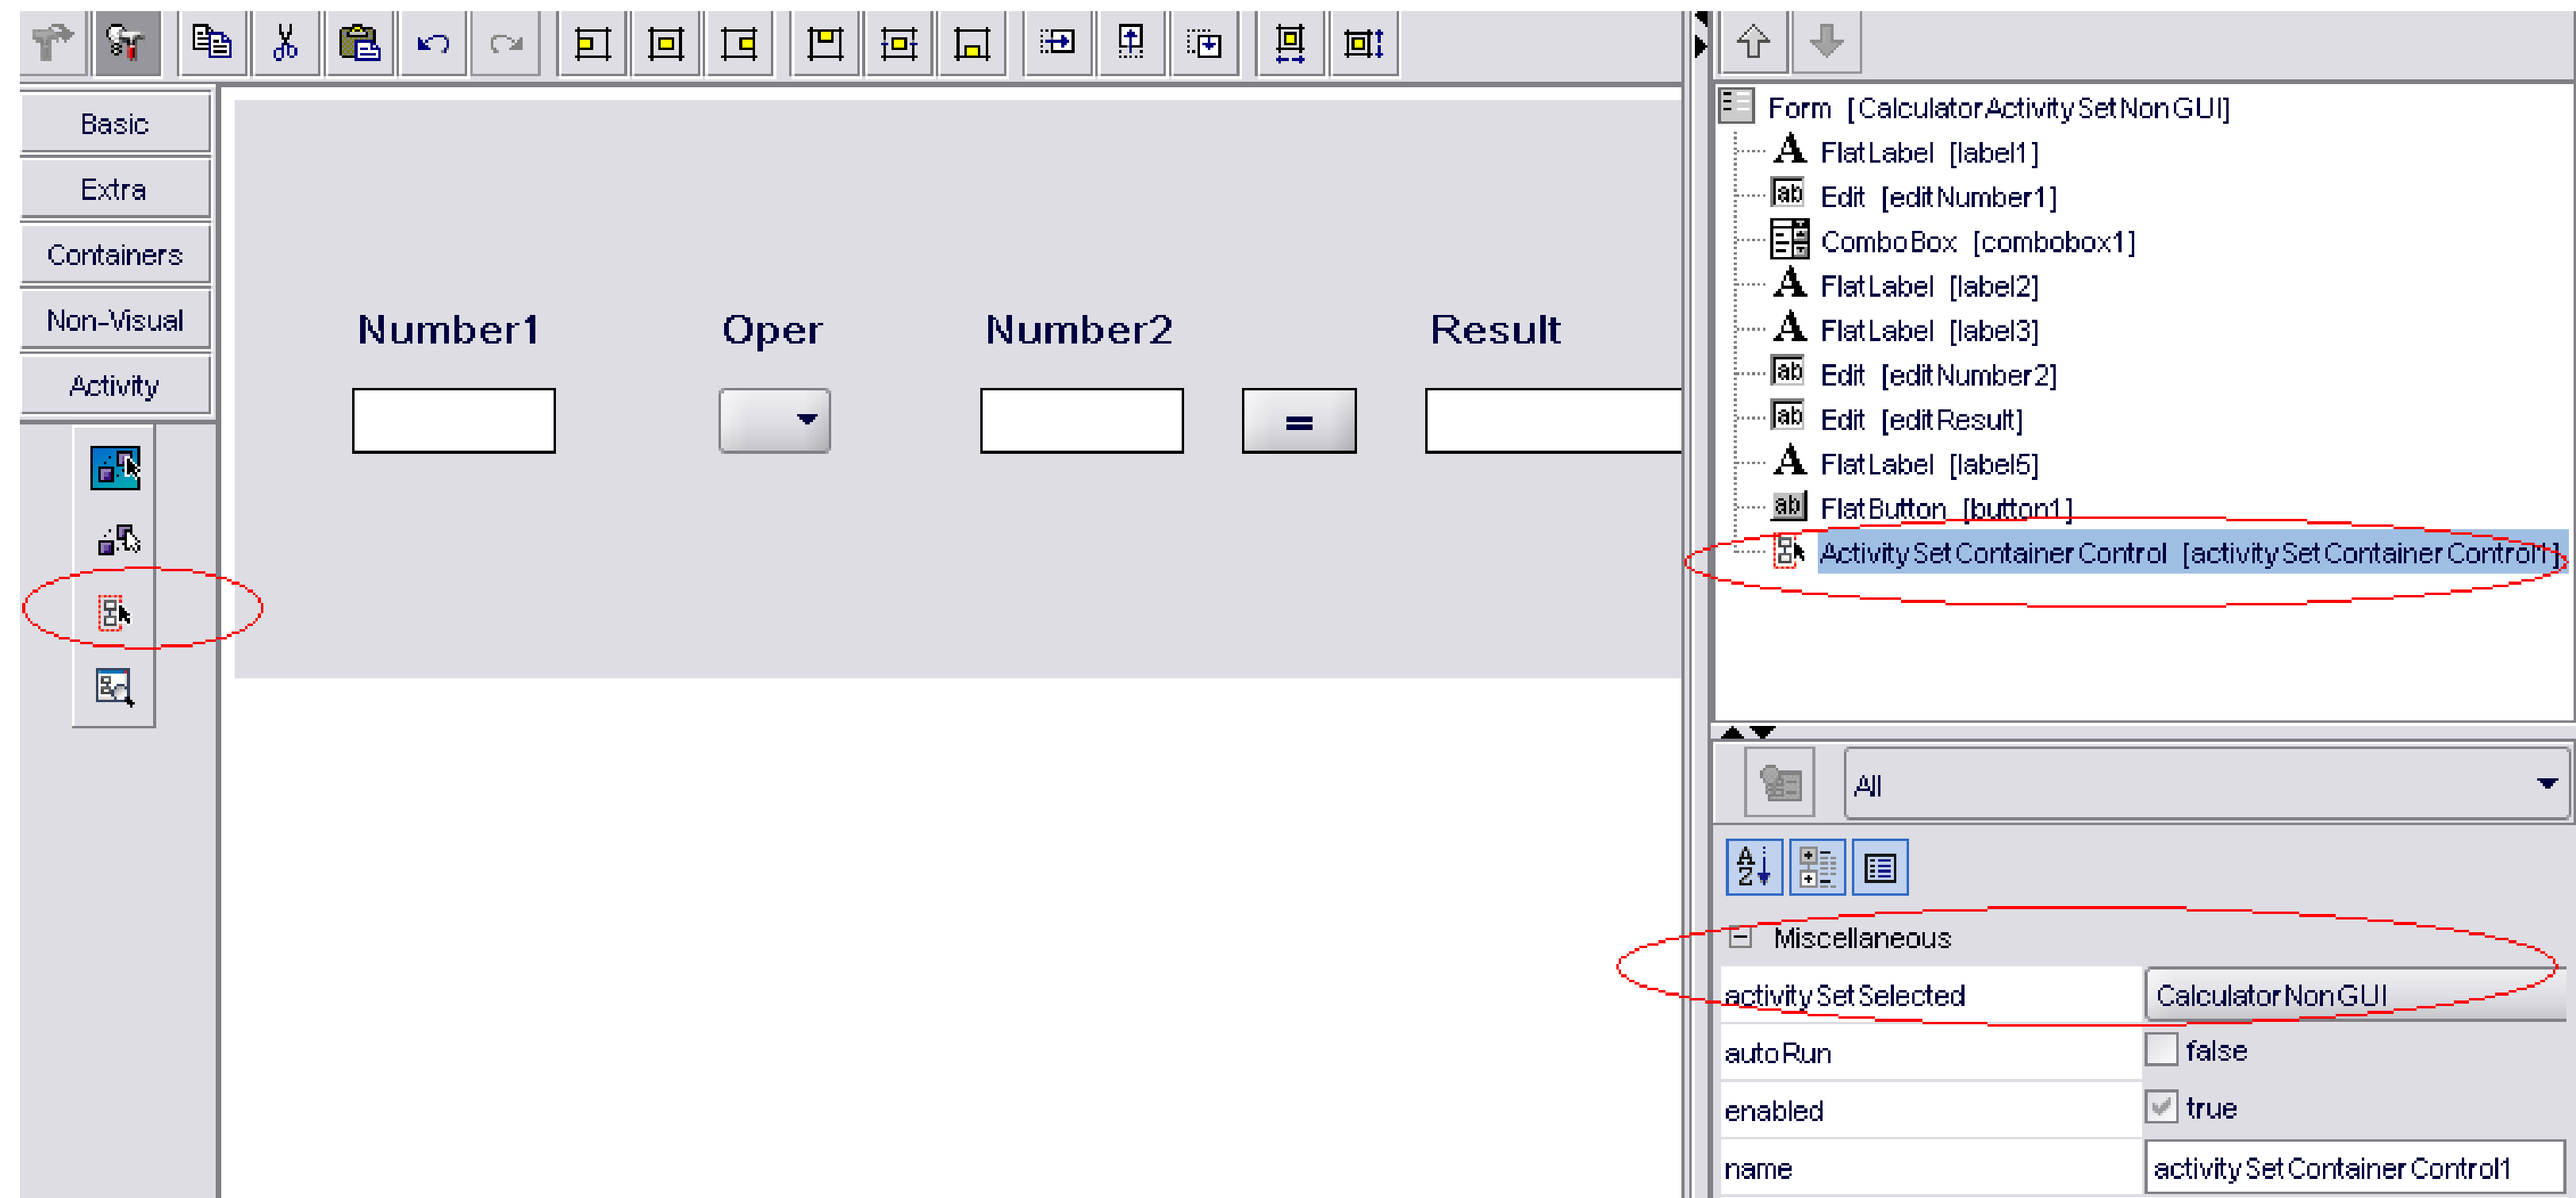 Basic
Extra
Containers
Non-Visual
Activity
Number1 Oper Number2 Result
=
Form [CalculatorActivitySetNonGUI]
FlatLabel [label1]
Edit [editNumber1]
ComboBox [combobox1]
FlatLabel [label2]
FlatLabel [label3]
Edit [editNumber2]
Edit [editResult]
FlatLabel [label5]
FlatButton [button1]
ActivitySetContainerControl [activitySetContainerControl1]
All
Miscellaneous
activitySetSelected CalculatorNonGUI
autoRun false
enabled true
name activitySetContainerControl1